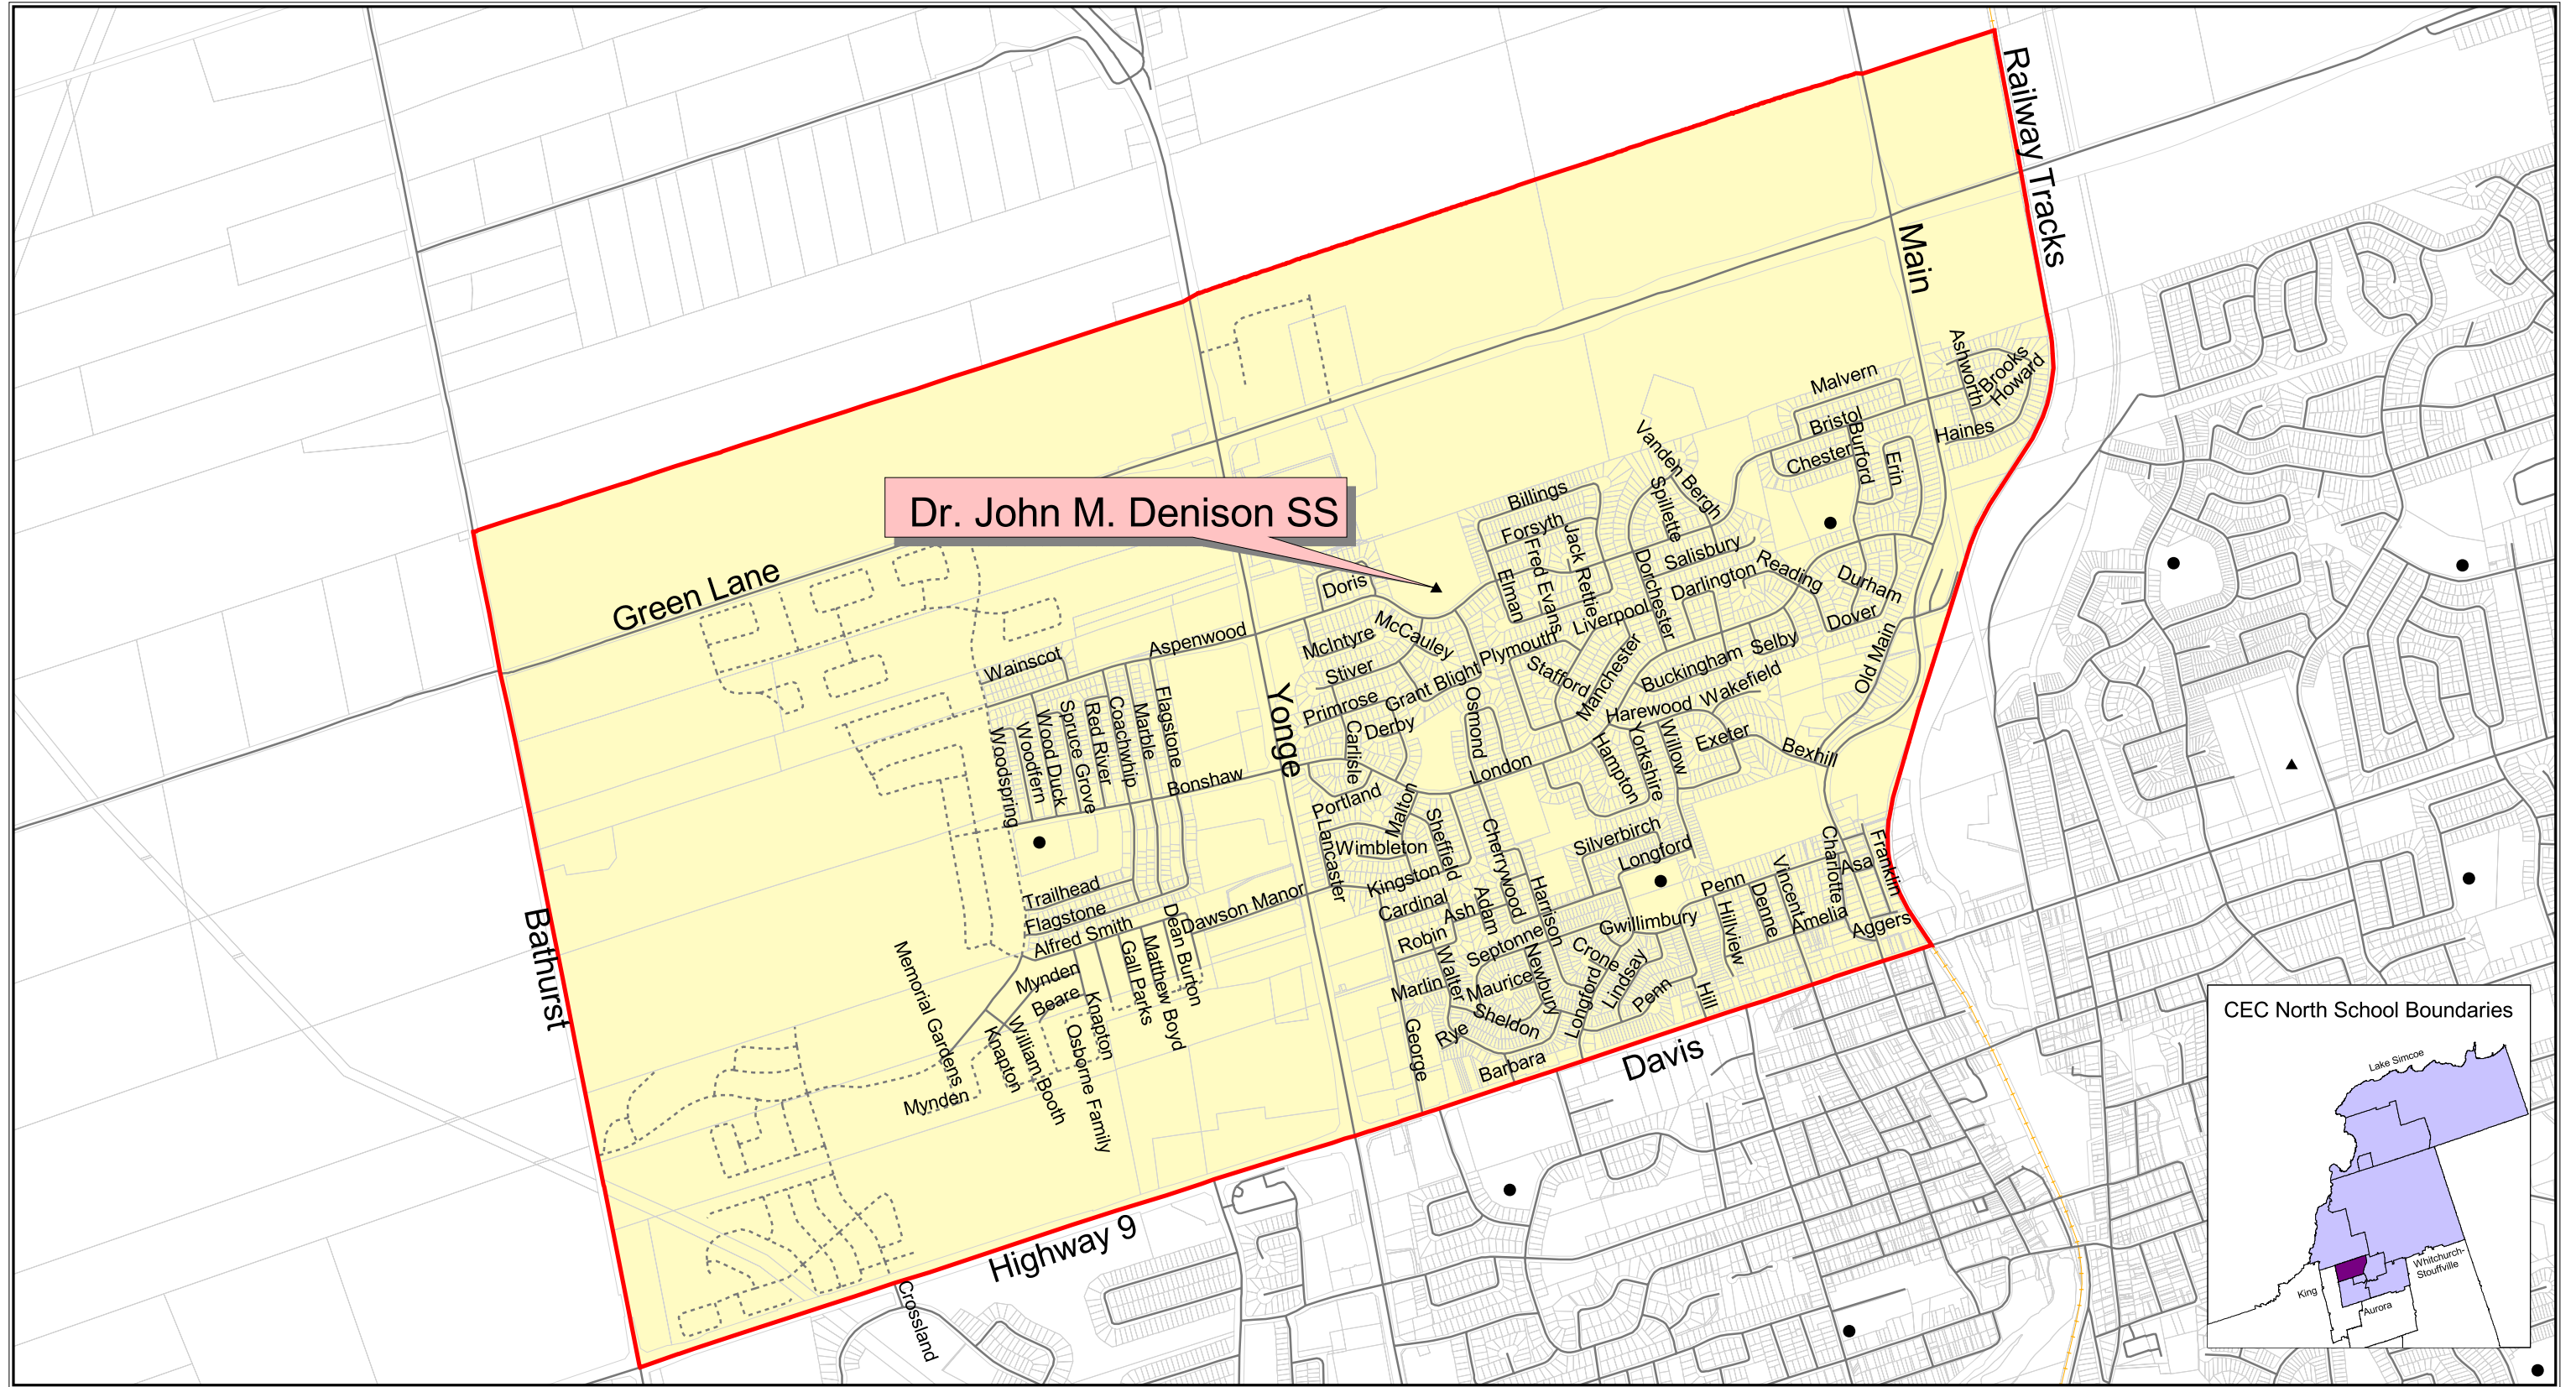 Railway Tracks
Main
Ashworth
Brooks
Howard
Malvern
Bristol
Burford
Haines
Chester
Erin
Vanden Bergh
Spillette
Billings
Dr. John M. Denison SS
Forsyth
Jack Rettie
Fred Evans
Salisbury
Dorchester
Reading
Durham
Elman
Darlington
Doris
Green Lane
Liverpool
Dover
McCauley
McIntyre
Aspenwood
Plymouth
Selby
Old Main
Wainscot
Stiver
Stafford
Manchester
Buckingham
Grant Blight
Wakefield
Flagstone
Yonge
Primrose
Osmond
Harewood
Derby
Carlisle
Coachwhip
Marble
Red River
Spruce Grove
Wood Duck
Woodfern
Woodspring
Yorkshire
Willow
Exeter
Bexhill
Hampton
London
Bonshaw
Portland
Malton
Lancaster
Sheffield
Cherrywood
Wimbleton
Silverbirch
Longford
Charlotte
Franklin
Asa
Vincent
Kingston
Trailhead
Flagstone
Dawson Manor
Cardinal
Ash
Adam
Harrison
Penn
Denne
Hillview
Amelia
Aggers
Gwillimbury
Alfred Smith
Dean Burton
Robin
Septonne
Crone
Bathurst
Memorial Gardens
Mynden
Beare
Gall Parks
Matthew Boyd
Knapton
Walter
Marlin
Maurice
Newbury
Longford
Lindsay
Penn
Hill
Knapton
William Booth
Osborne Family
Mynden
George
Rye
Sheldon
Barbara
Davis
Highway 9
Crossland
CEC North School Boundaries
Lake Simcoe
Whitchurch-
Stouffville
King
Aurora